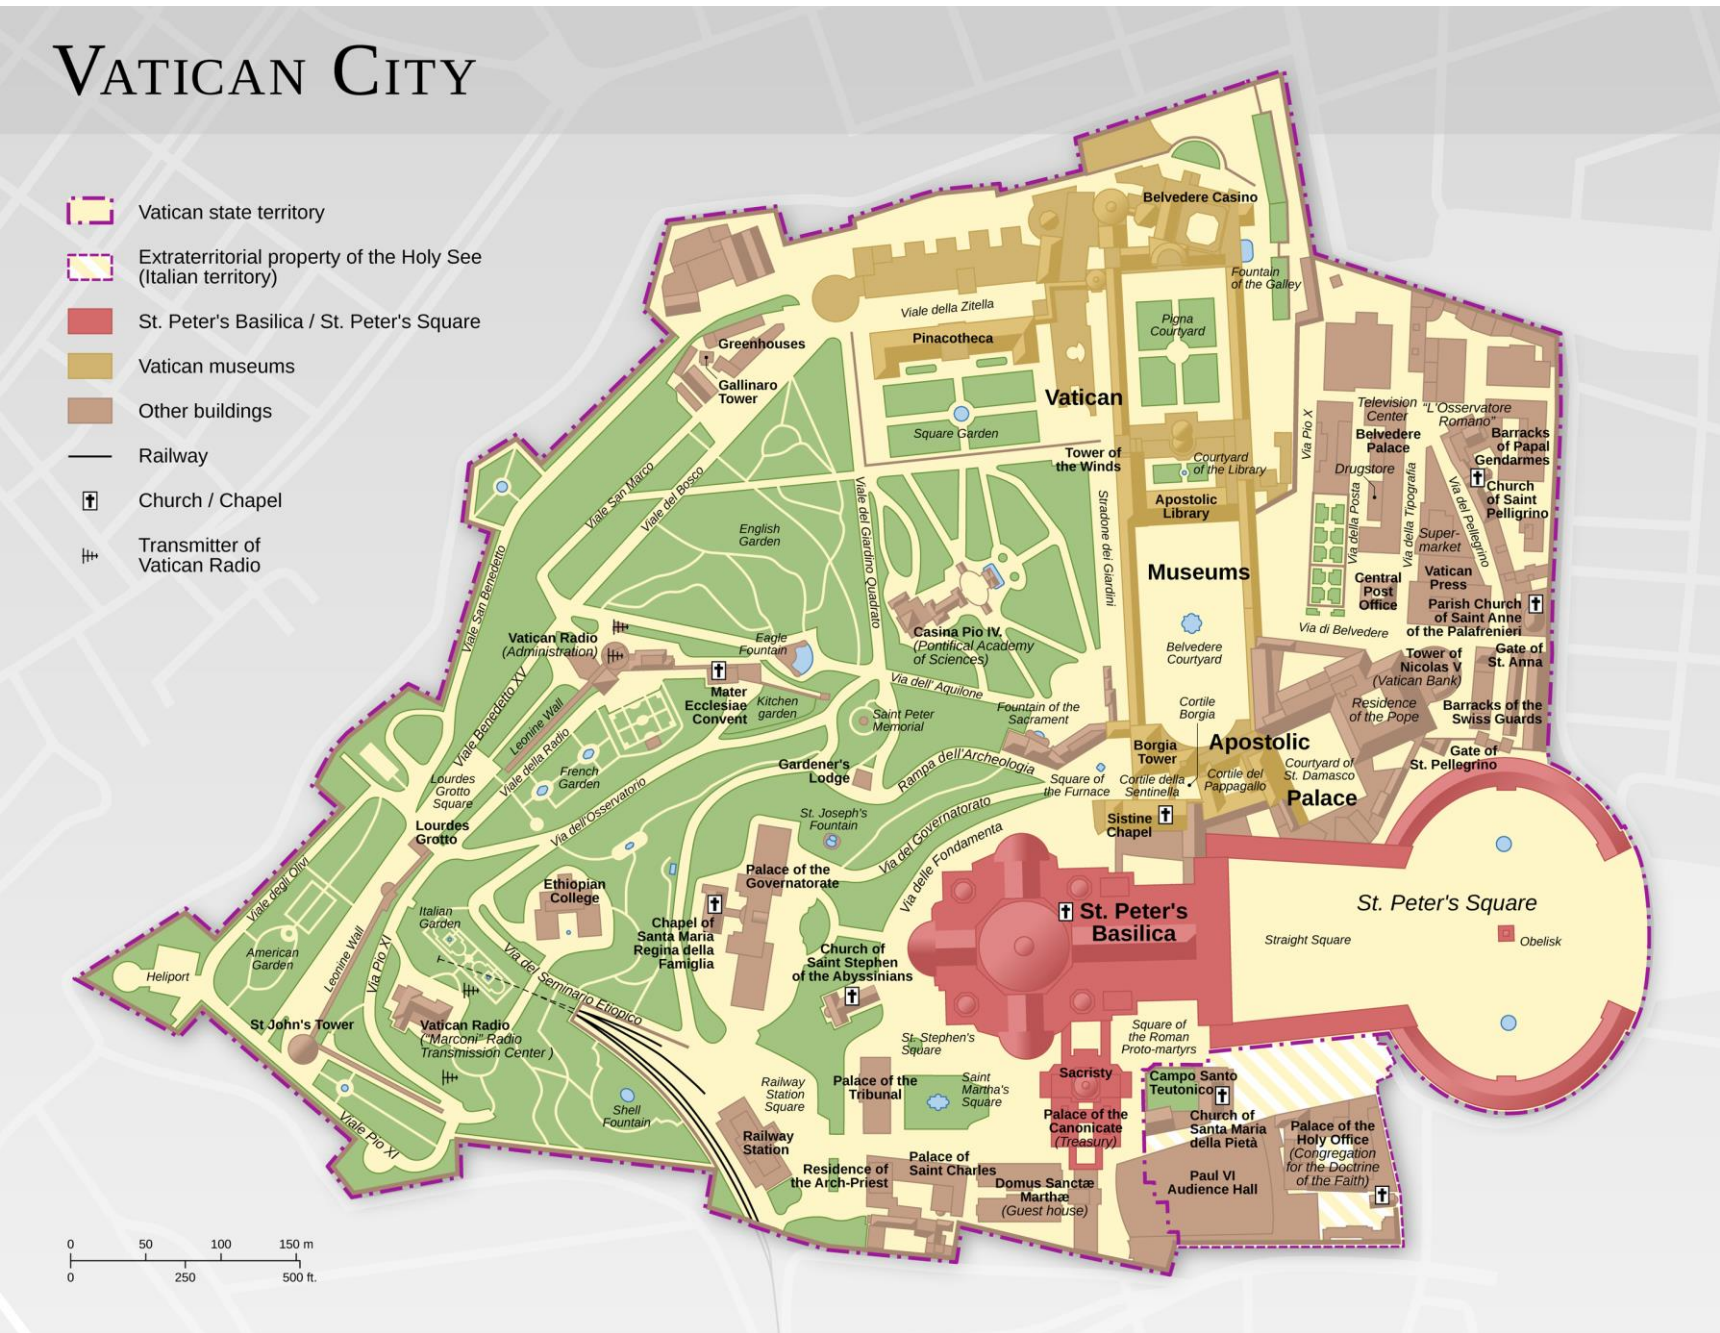 VATICAN CITY
Vatican state territory
Extraterritorial property of the Holy See
(Italian territory)
St. Peter's Basilica / St. Peter's Square
Vatican museums
Other buildings
Railway
Church / Chapel
Transmitter of
Vatican Radio
Belvedere Casino
Fountain
of the Galley
Viale della Zitella
Pinacotheca
Pigna
Courtyard
Greenhouses
Gallinaro
Tower
Vatican
Square Garden
Tower of
the Winds
Courtyard
of the Library
Apostolic
Library
Via Pio X
Television
Center
"L'Osservatore
Romano"
Belvedere
Palace
Barracks
of Papal
Gendarmes
Drugstore
Church
of Saint
Pelligrino
Via della Posta
Via della Tipografia
Via del Pellegrino
Super-
market
Vatican
Press
Central
Post
Office
Parish Church
of Saint Anne
of the Palafrenieri
Via di Belvedere
Gate of
St. Anna
Tower of
Nicolas V
(Vatican Bank)
Residence
of the Pope
Barracks of the
Swiss Guards
Gate of
St. Pellegrino
Viale San Marco
Viale del Bosco
English
Garden
Viale del Giardino Quadrato
Stradone dei Giardini
Museums
Viale San Benedetto
Vatican Radio
(Administration)
Eagle
Fountain
Casina Pio IV.
(Pontifical Academy
of Sciences)
Belvedere
Courtyard
Via dell' Aquilone
Mater
Ecclesiae
Convent
Kitchen
garden
Saint Peter
Memorial
Fountain of the
Sacrament
Cortile
Borgia
Viale Benedetto XV
Leonine Wall
Viale della Radio
Borgia
Tower
Apostolic
Palace
Courtyard of
St. Damasco
Gardener's
Lodge
Rampa dell'Archeologia
Square of
the Furnace
Cortile della
Sentinella
Cortile del
Pappagallo
Lourdes
Grotto
Square
French
Garden
Via dell'Osservatorio
St. Joseph's
Fountain
Via del Governatorato
Via delle Fondamenta
Sistine
Chapel
Lourdes
Grotto
Viale degli Olivi
Ethiopian
College
Palace of the
Governatorate
St. Peter's
Basilica
St. Peter's Square
Straight Square
Obelisk
Italian
Garden
Chapel of
Santa Maria
Regina della
Famiglia
Church of
Saint Stephen
of the Abyssinians
American
Garden
Leonine Wall
Via Pio XI
Via del Seminario Etiopico
Heliport
St John's Tower
Vatican Radio
("Marconi" Radio
Transmission Center )
St. Stephen's
Square
Square of
the Roman
Proto-martyrs
Railway
Station
Square
Palace of the
Tribunal
Saint
Martha's
Square
Sacristy
Campo Santo
Teutonico
Shell
Fountain
Viale Pio XI
Palace of the
Canonicate
(Treasury)
Church of
Santa Maria
della Pietà
Palace of the
Holy Office
(Congregation
for the Doctrine
of the Faith)
Railway
Station
Residence of
the Arch-Priest
Palace of
Saint Charles
Domus Sanctæ
Marthæ
(Guest house)
Paul VI
Audience Hall
0 50 100 150 m
0 250 500 ft.